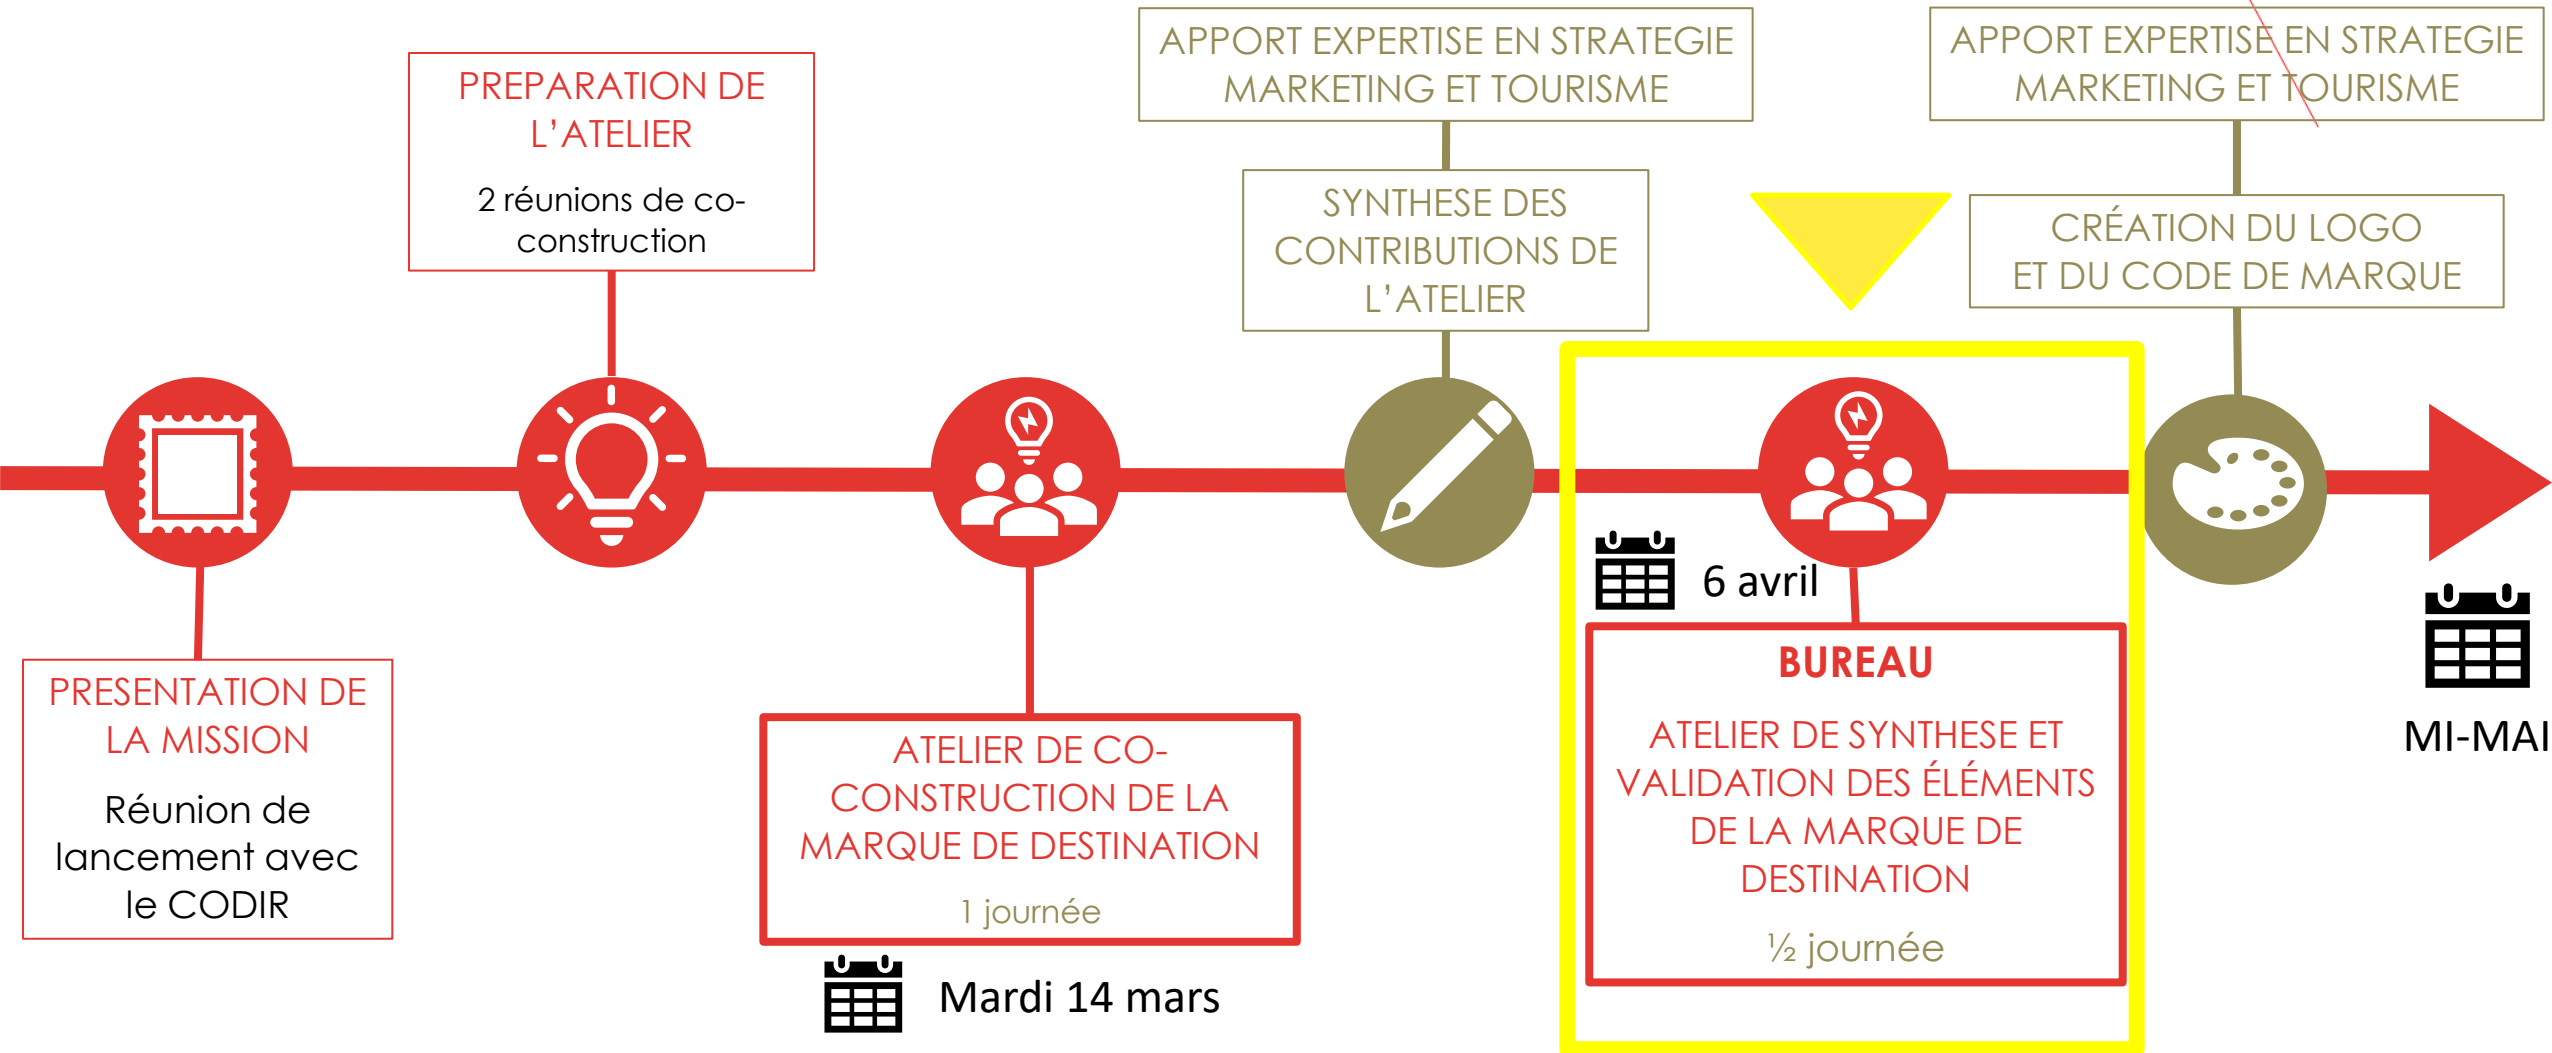 PREPARATION DE
L’ATELIER
2 réunions de co-
construction
APPORT EXPERTISE EN STRATEGIE
MARKETING ET TOURISME
SYNTHESE DES
CONTRIBUTIONS DE
L’ATELIER
APPORT EXPERTISE EN STRATEGIE
MARKETING ET TOURISME
CRÉATION DU LOGO
ET DU CODE DE MARQUE
PRESENTATION DE
LA MISSION
Réunion de
lancement avec
le CODIR
ATELIER DE CO-
CONSTRUCTION DE LA
MARQUE DE DESTINATION
1 journée
Mardi 14 mars
6 avril
BUREAU
ATELIER DE SYNTHESE ET
VALIDATION DES ÉLÉMENTS
DE LA MARQUE DE
DESTINATION
½ journée
MI-MAI